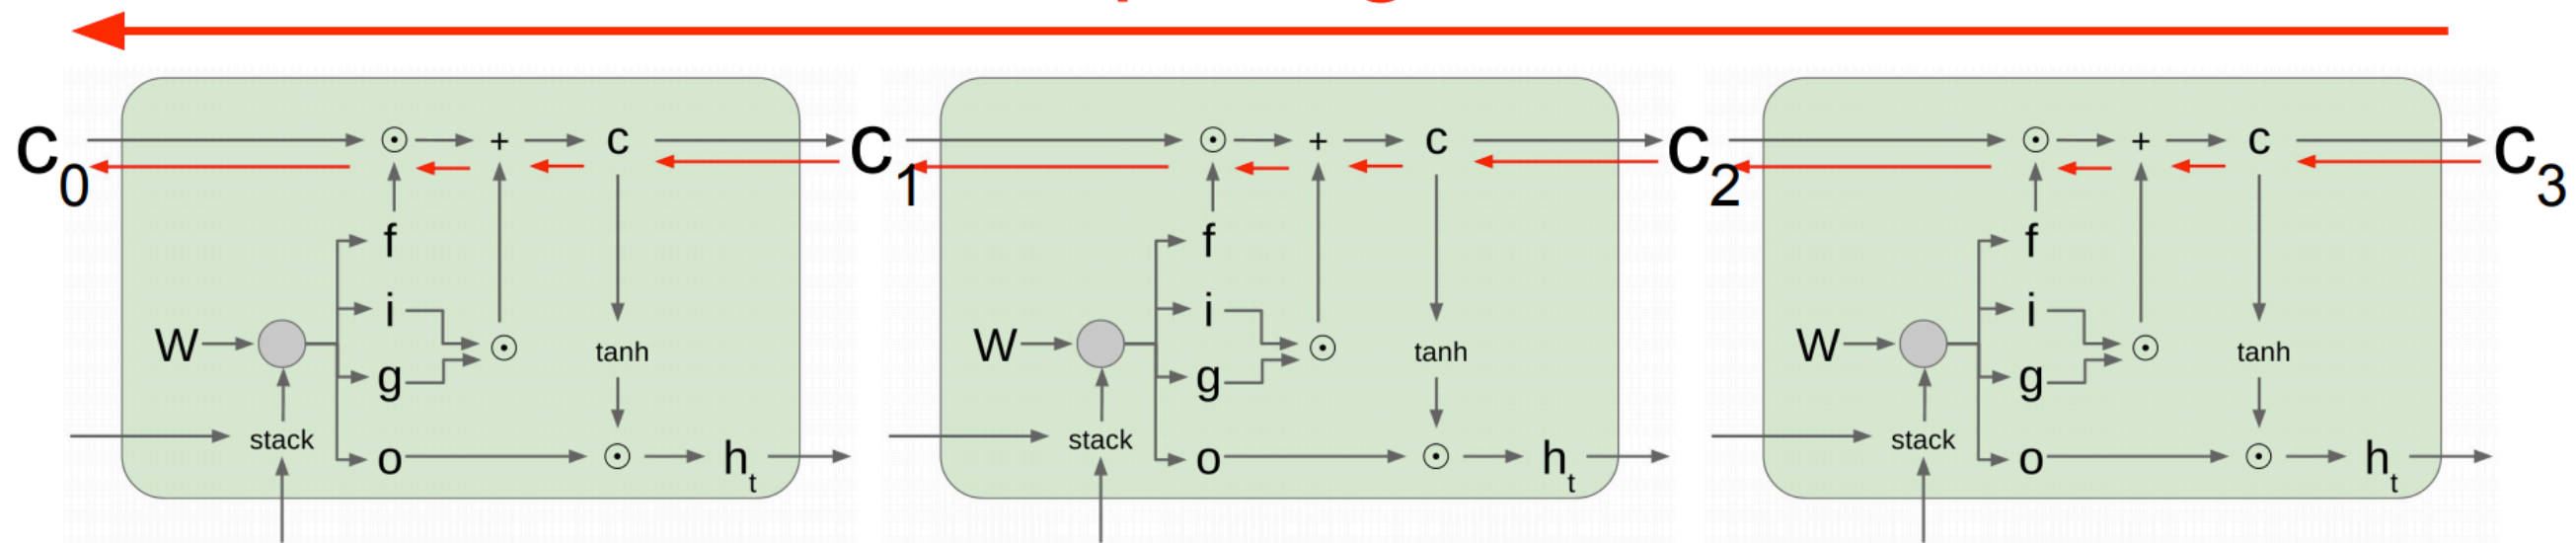 c0 ⊙ + c c1 ⊙ + c c2 ⊙ + c c3
f f f
i i i
W ⊙ tanh W ⊙ tanh W ⊙ tanh
g g g
stack o ⊙ ht stack o ⊙ ht stack o ⊙ ht